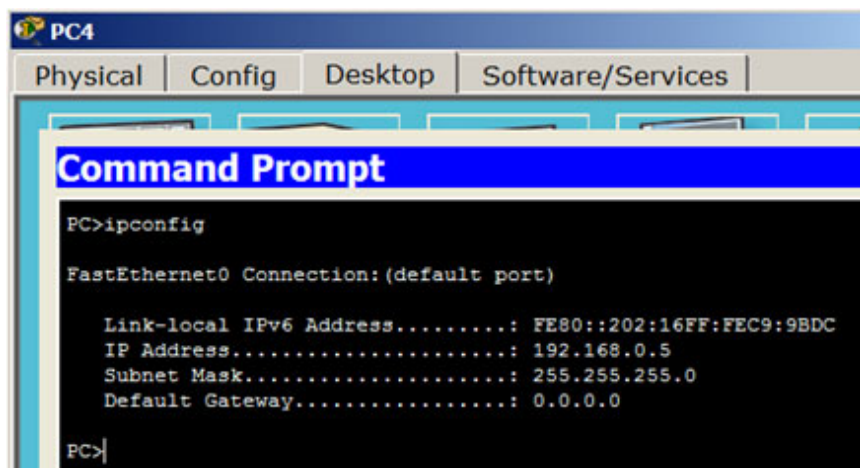 PC4
Physical Config Desktop Software/Services
Command Prompt
PC>ipconfig
FastEthernet0 Connection:(default port)
Link-local IPv6 Address.........: FE80::202:16FF:FEC9:9BDC
IP Address......................: 192.168.0.5
Subnet Mask.....................: 255.255.255.0
Default Gateway.................: 0.0.0.0
PC>